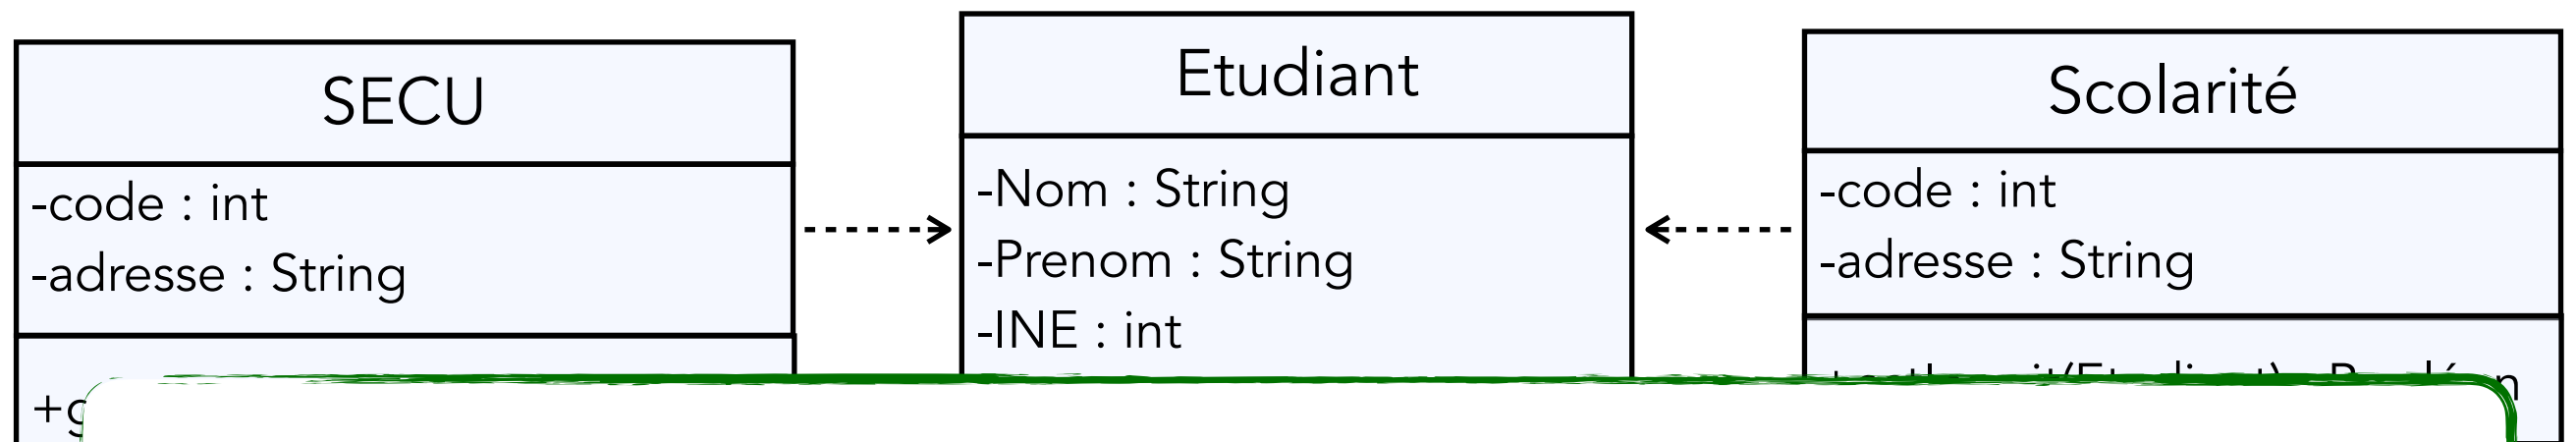 SECU
-code : int
-adresse : String
Etudiant
-Nom : String
-Prenom : String
-INE : int
Scolarité
-code : int
-adresse : String